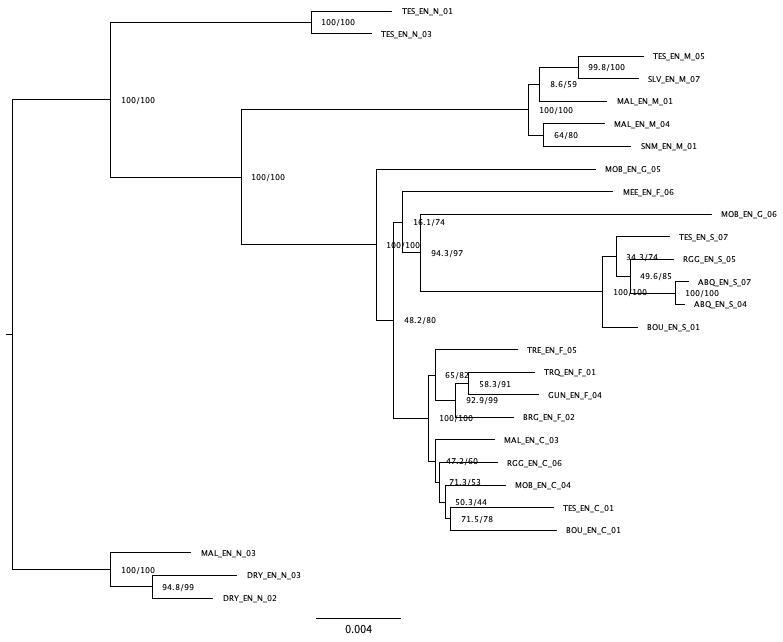 TES_EN_N_01
100/100
TES_EN_N_03
TES_EN_M_05
99.8/100
SLV_EN_M_07
8.6/59
100/100
MAL_EN_M_01
100/100
MAL_EN_M_04
64/80
SNM_EN_M_01
MOB_EN_G_05
100/100
MEE_EN_F_06
MOB_EN_G_06
16.1/74
TES_EN_S_07
100/100
94.3/97
34.3/74
RGG_EN_S_05
49.6/85
ABQ_EN_S_07
100/100
100/100
ABQ_EN_S_04
48.2/80
BOU_EN_S_01
TRE_EN_F_05
65/82
TRQ_EN_F_01
58.3/91
GUN_EN_F_04
92.9/99
100/100
BRG_EN_F_02
MAL_EN_C_03
47.2/60
RGG_EN_C_06
71.3/53
MOB_EN_C_04
50.3/44
TES_EN_C_01
71.5/78
BOU_EN_C_01
MAL_EN_N_03
100/100
DRY_EN_N_03
94.8/99
DRY_EN_N_02
0.004